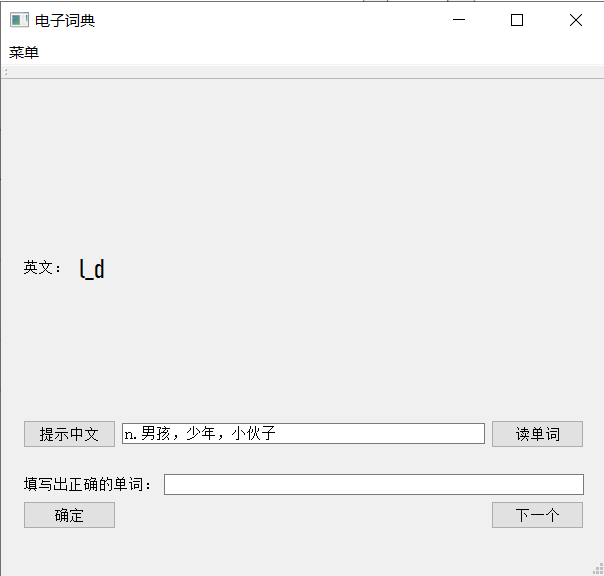 电子词典
菜单
英文： l_d
提示中文 n.男孩，少年，小伙子 读单词
填写出正确的单词：
确定 下一个